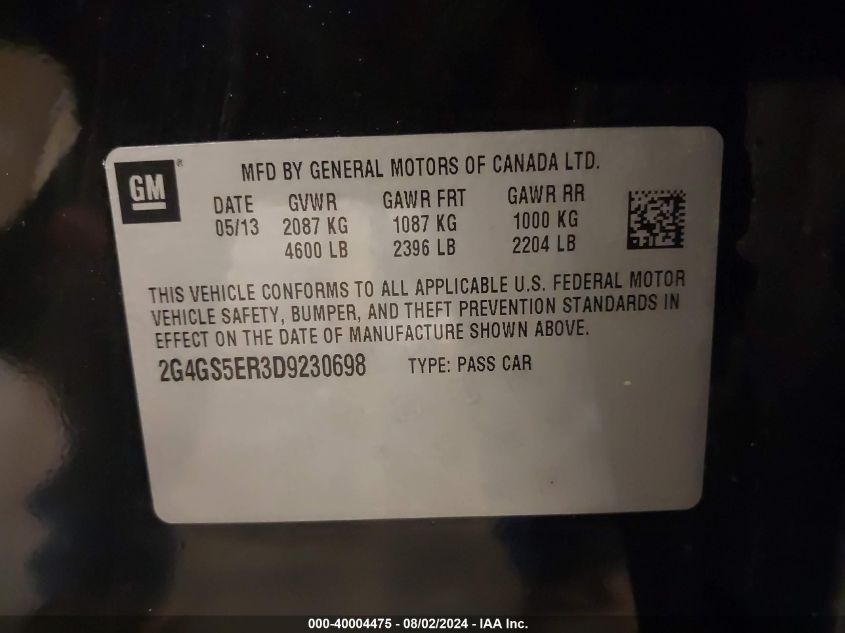 GM ®
MFD BY GENERAL MOTORS OF CANADA LTD.
DATE GVWR GAWR FRT GAWR RR
05/13 2087 KG 1087 KG 1000 KG
4600 LB 2396 LB 2204 LB
THIS VEHICLE CONFORMS TO ALL APPLICABLE U.S. FEDERAL MOTOR
VEHICLE SAFETY, BUMPER, AND THEFT PREVENTION STANDARDS IN
EFFECT ON THE DATE OF MANUFACTURE SHOWN ABOVE.
2G4GS5ER3D9230698 TYPE: PASS CAR
000-40004475 - 08/02/2024 - IAA Inc.